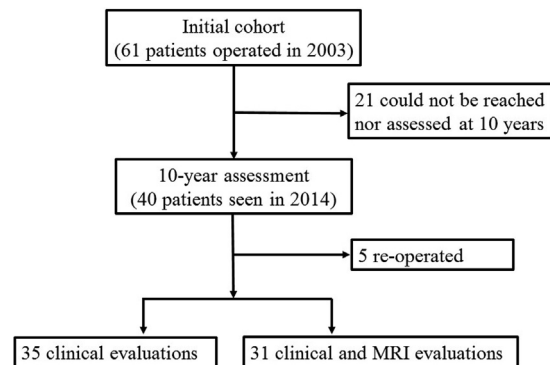 Initial cohort
(61 patients operated in 2003)
21 could not be reached
nor assessed at 10 years
10-year assessment
(40 patients seen in 2014)
5 re-operated
35 clinical evaluations
31 clinical and MRI evaluations